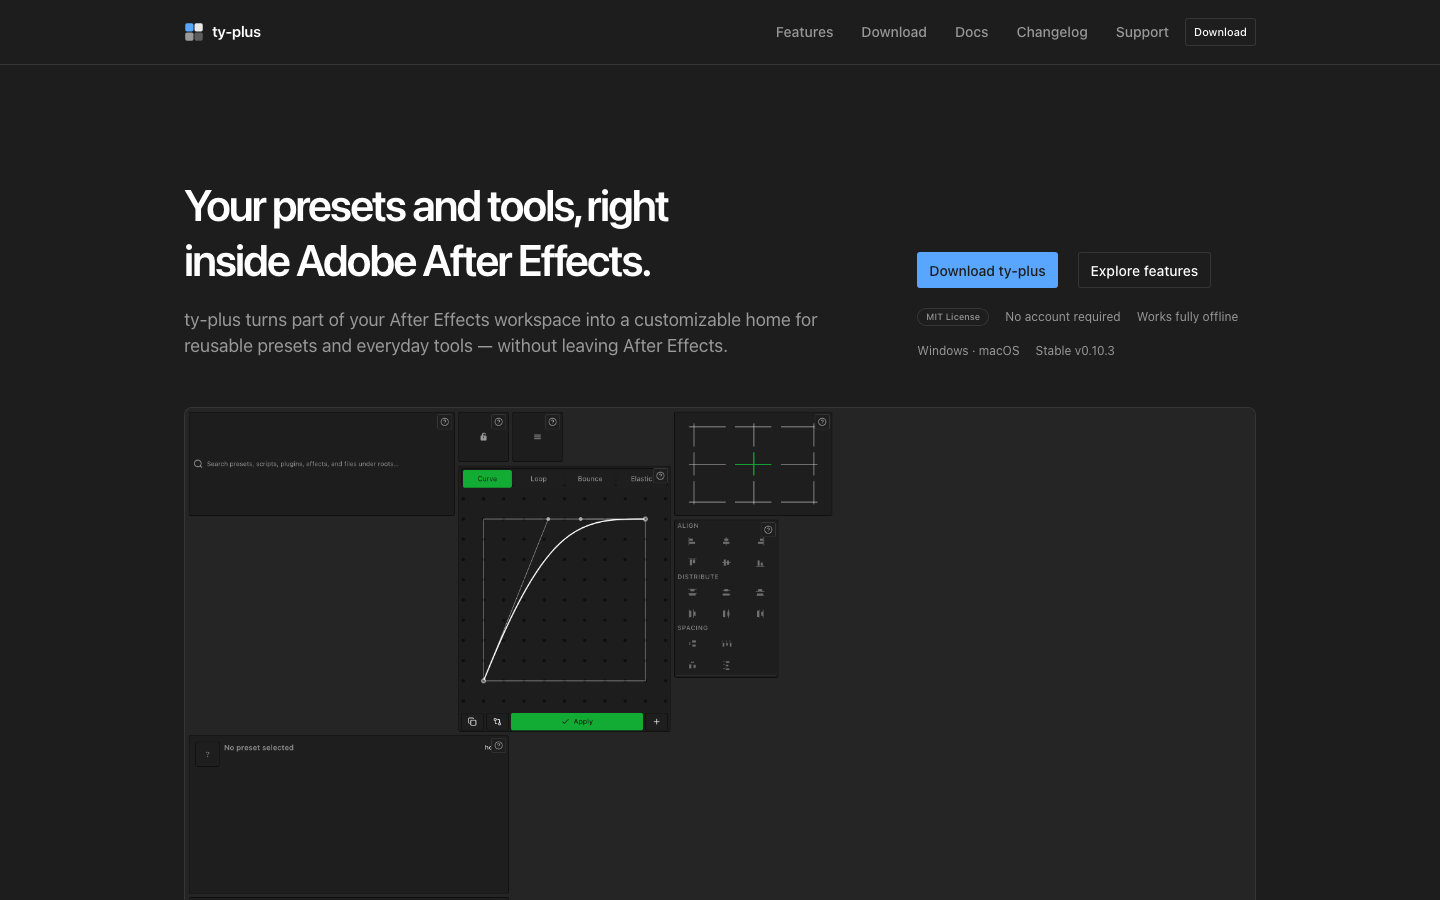 ty-plus
Features
Download
Docs
Changelog
Support
Download
Your presets and tools, right
inside Adobe After Effects.
ty-plus turns part of your After Effects workspace into a customizable home for
reusable presets and everyday tools — without leaving After Effects.
Download ty-plus
Explore features
MIT License
No account required
Works fully offline
Windows · macOS
Stable v0.10.3
Search presets, scripts, plugins, effects, and files under roots...
Curve
Loop
Bounce
Elastic
Apply
ALIGN
DISTRIBUTE
SPACING
?
No preset selected